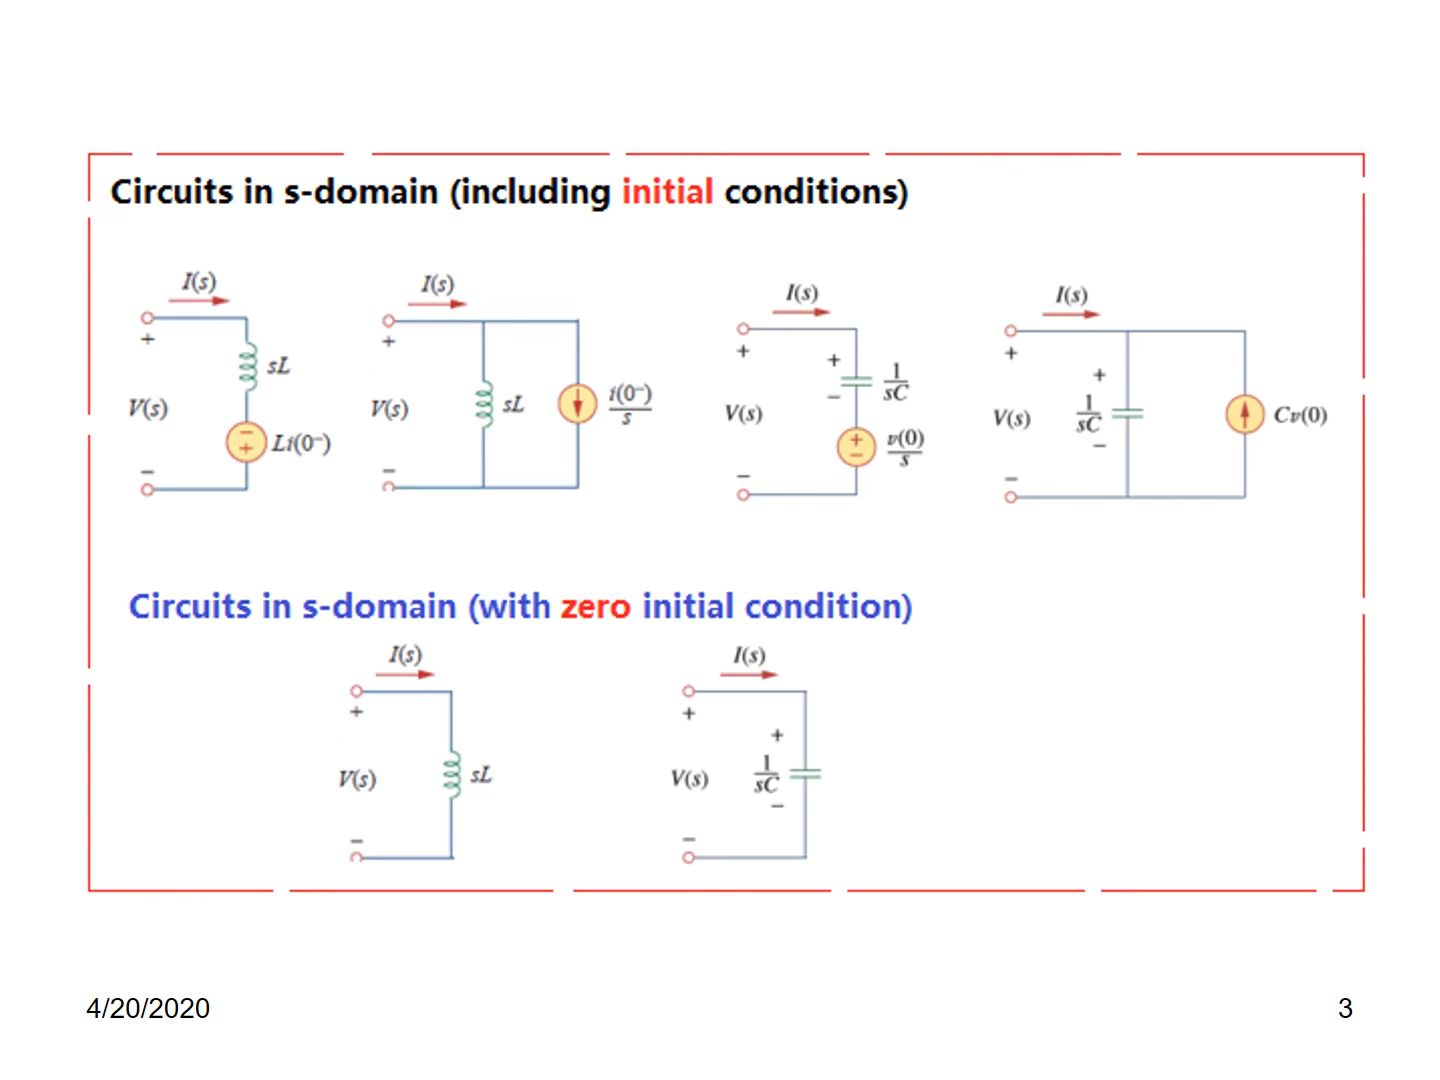 Circuits in s-domain (including initial conditions)
I(s) I(s) I(s) I(s)
+ + + +
sL
V(s)
−
+
Li(0⁻)
−
V(s)
sL
i(0⁻)
s
−
V(s)
+
1
sC
−
+
−
v(0)
s
−
V(s)
+
1
sC
−
Cv(0)
−
Circuits in s-domain (with zero initial condition)
I(s) I(s)
+ +
V(s)
sL
−
V(s)
+
1
sC
−
−
4/20/2020
3